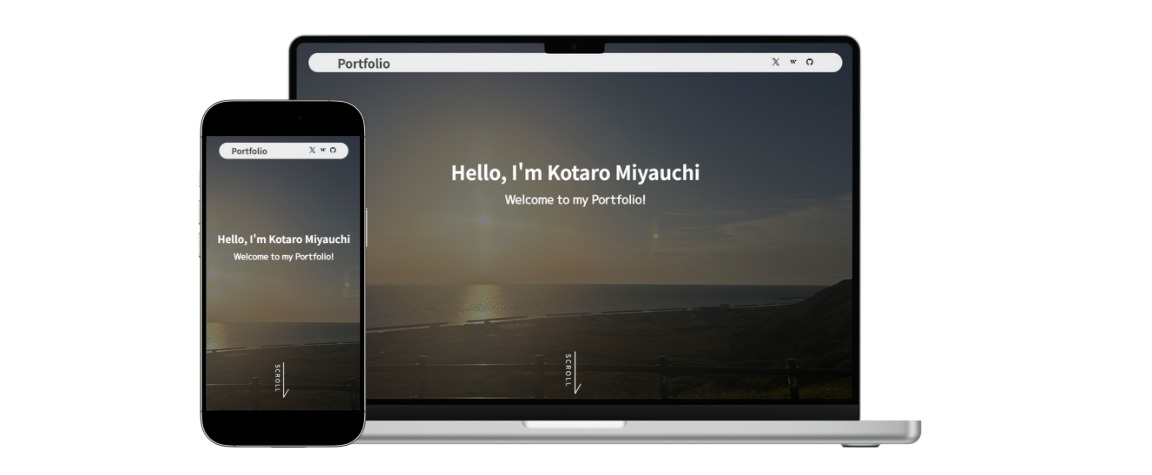 Portfolio
Hello, I'm Kotaro Miyauchi
Welcome to my Portfolio!
SCROLL
Portfolio
Hello, I'm Kotaro Miyauchi
Welcome to my Portfolio!
SCROLL